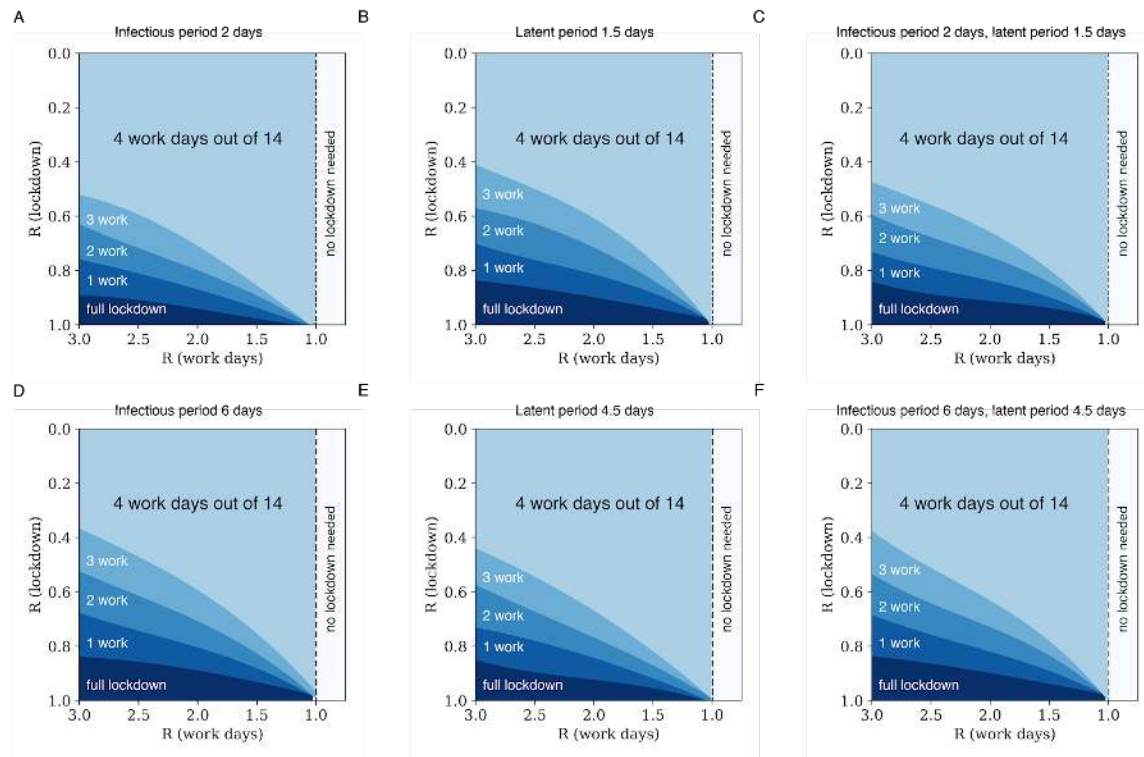 A
Infectious period 2 days
0.0
0.2
0.4
0.6
0.8
1.0
R (lockdown)
4 work days out of 14
3 work
2 work
1 work
full lockdown
no lockdown needed
3.0 2.5 2.0 1.5 1.0
R (work days)
B
Latent period 1.5 days
0.0
0.2
0.4
0.6
0.8
1.0
R (lockdown)
4 work days out of 14
3 work
2 work
1 work
full lockdown
no lockdown needed
3.0 2.5 2.0 1.5 1.0
R (work days)
C
Infectious period 2 days, latent period 1.5 days
0.0
0.2
0.4
0.6
0.8
1.0
R (lockdown)
4 work days out of 14
3 work
2 work
1 work
full lockdown
no lockdown needed
3.0 2.5 2.0 1.5 1.0
R (work days)
D
Infectious period 6 days
0.0
0.2
0.4
0.6
0.8
1.0
R (lockdown)
4 work days out of 14
3 work
2 work
1 work
full lockdown
no lockdown needed
3.0 2.5 2.0 1.5 1.0
R (work days)
E
Latent period 4.5 days
0.0
0.2
0.4
0.6
0.8
1.0
R (lockdown)
4 work days out of 14
3 work
2 work
1 work
full lockdown
no lockdown needed
3.0 2.5 2.0 1.5 1.0
R (work days)
F
Infectious period 6 days, latent period 4.5 days
0.0
0.2
0.4
0.6
0.8
1.0
R (lockdown)
4 work days out of 14
3 work
2 work
1 work
full lockdown
no lockdown needed
3.0 2.5 2.0 1.5 1.0
R (work days)